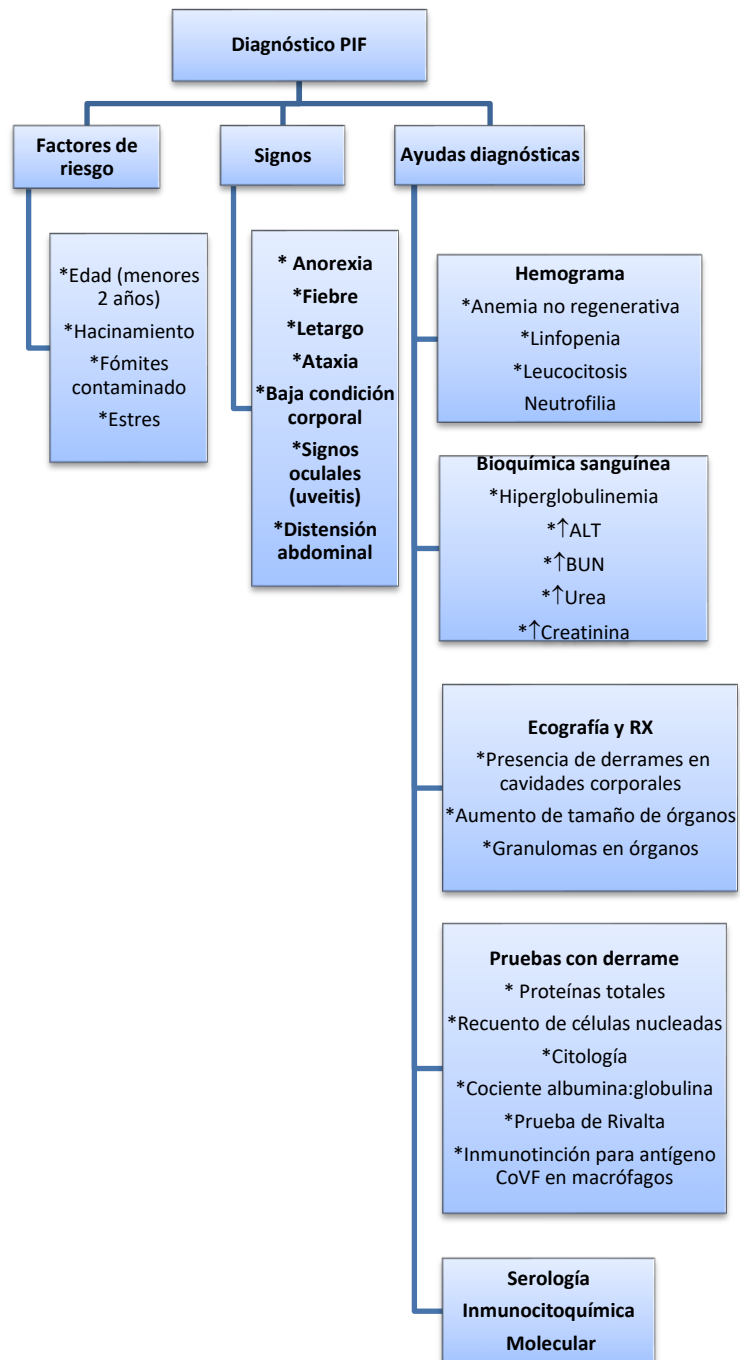 Diagnóstico PIF
Factores de
riesgo
Signos
Ayudas diagnósticas
*Edad (menores
2 años)
*Hacinamiento
*Fómites
contaminado
*Estres
* Anorexia
*Fiebre
*Letargo
*Ataxia
*Baja condición
corporal
*Signos
oculales
(uveitis)
*Distensión
abdominal
Hemograma
*Anemia no regenerativa
*Linfopenia
*Leucocitosis
Neutrofilia
Bioquímica sanguínea
*Hiperglobulinemia
*↑ALT
*↑BUN
*↑Urea
*↑Creatinina
Ecografía y RX
*Presencia de derrames en
cavidades corporales
*Aumento de tamaño de órganos
*Granulomas en órganos
Pruebas con derrame
* Proteínas totales
*Recuento de células nucleadas
*Citología
*Cociente albumina:globulina
*Prueba de Rivalta
*Inmunotinción para antígeno
CoVF en macrófagos
Serología
Inmunocitoquímica
Molecular